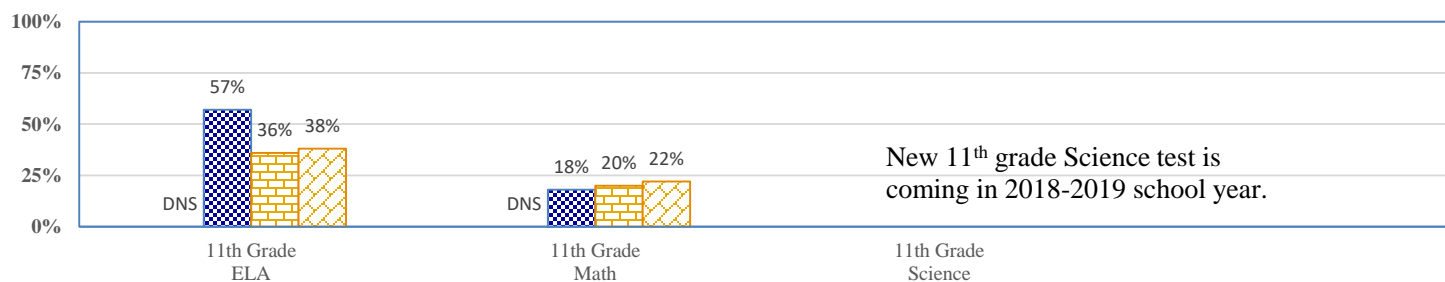 100%
75%
50%
25%
0%
DNS
57%
36%
38%
DNS
18%
20%
22%
New 11th grade Science test is
coming in 2018-2019 school year.
11th Grade
ELA
11th Grade
Math
11th Grade
Science